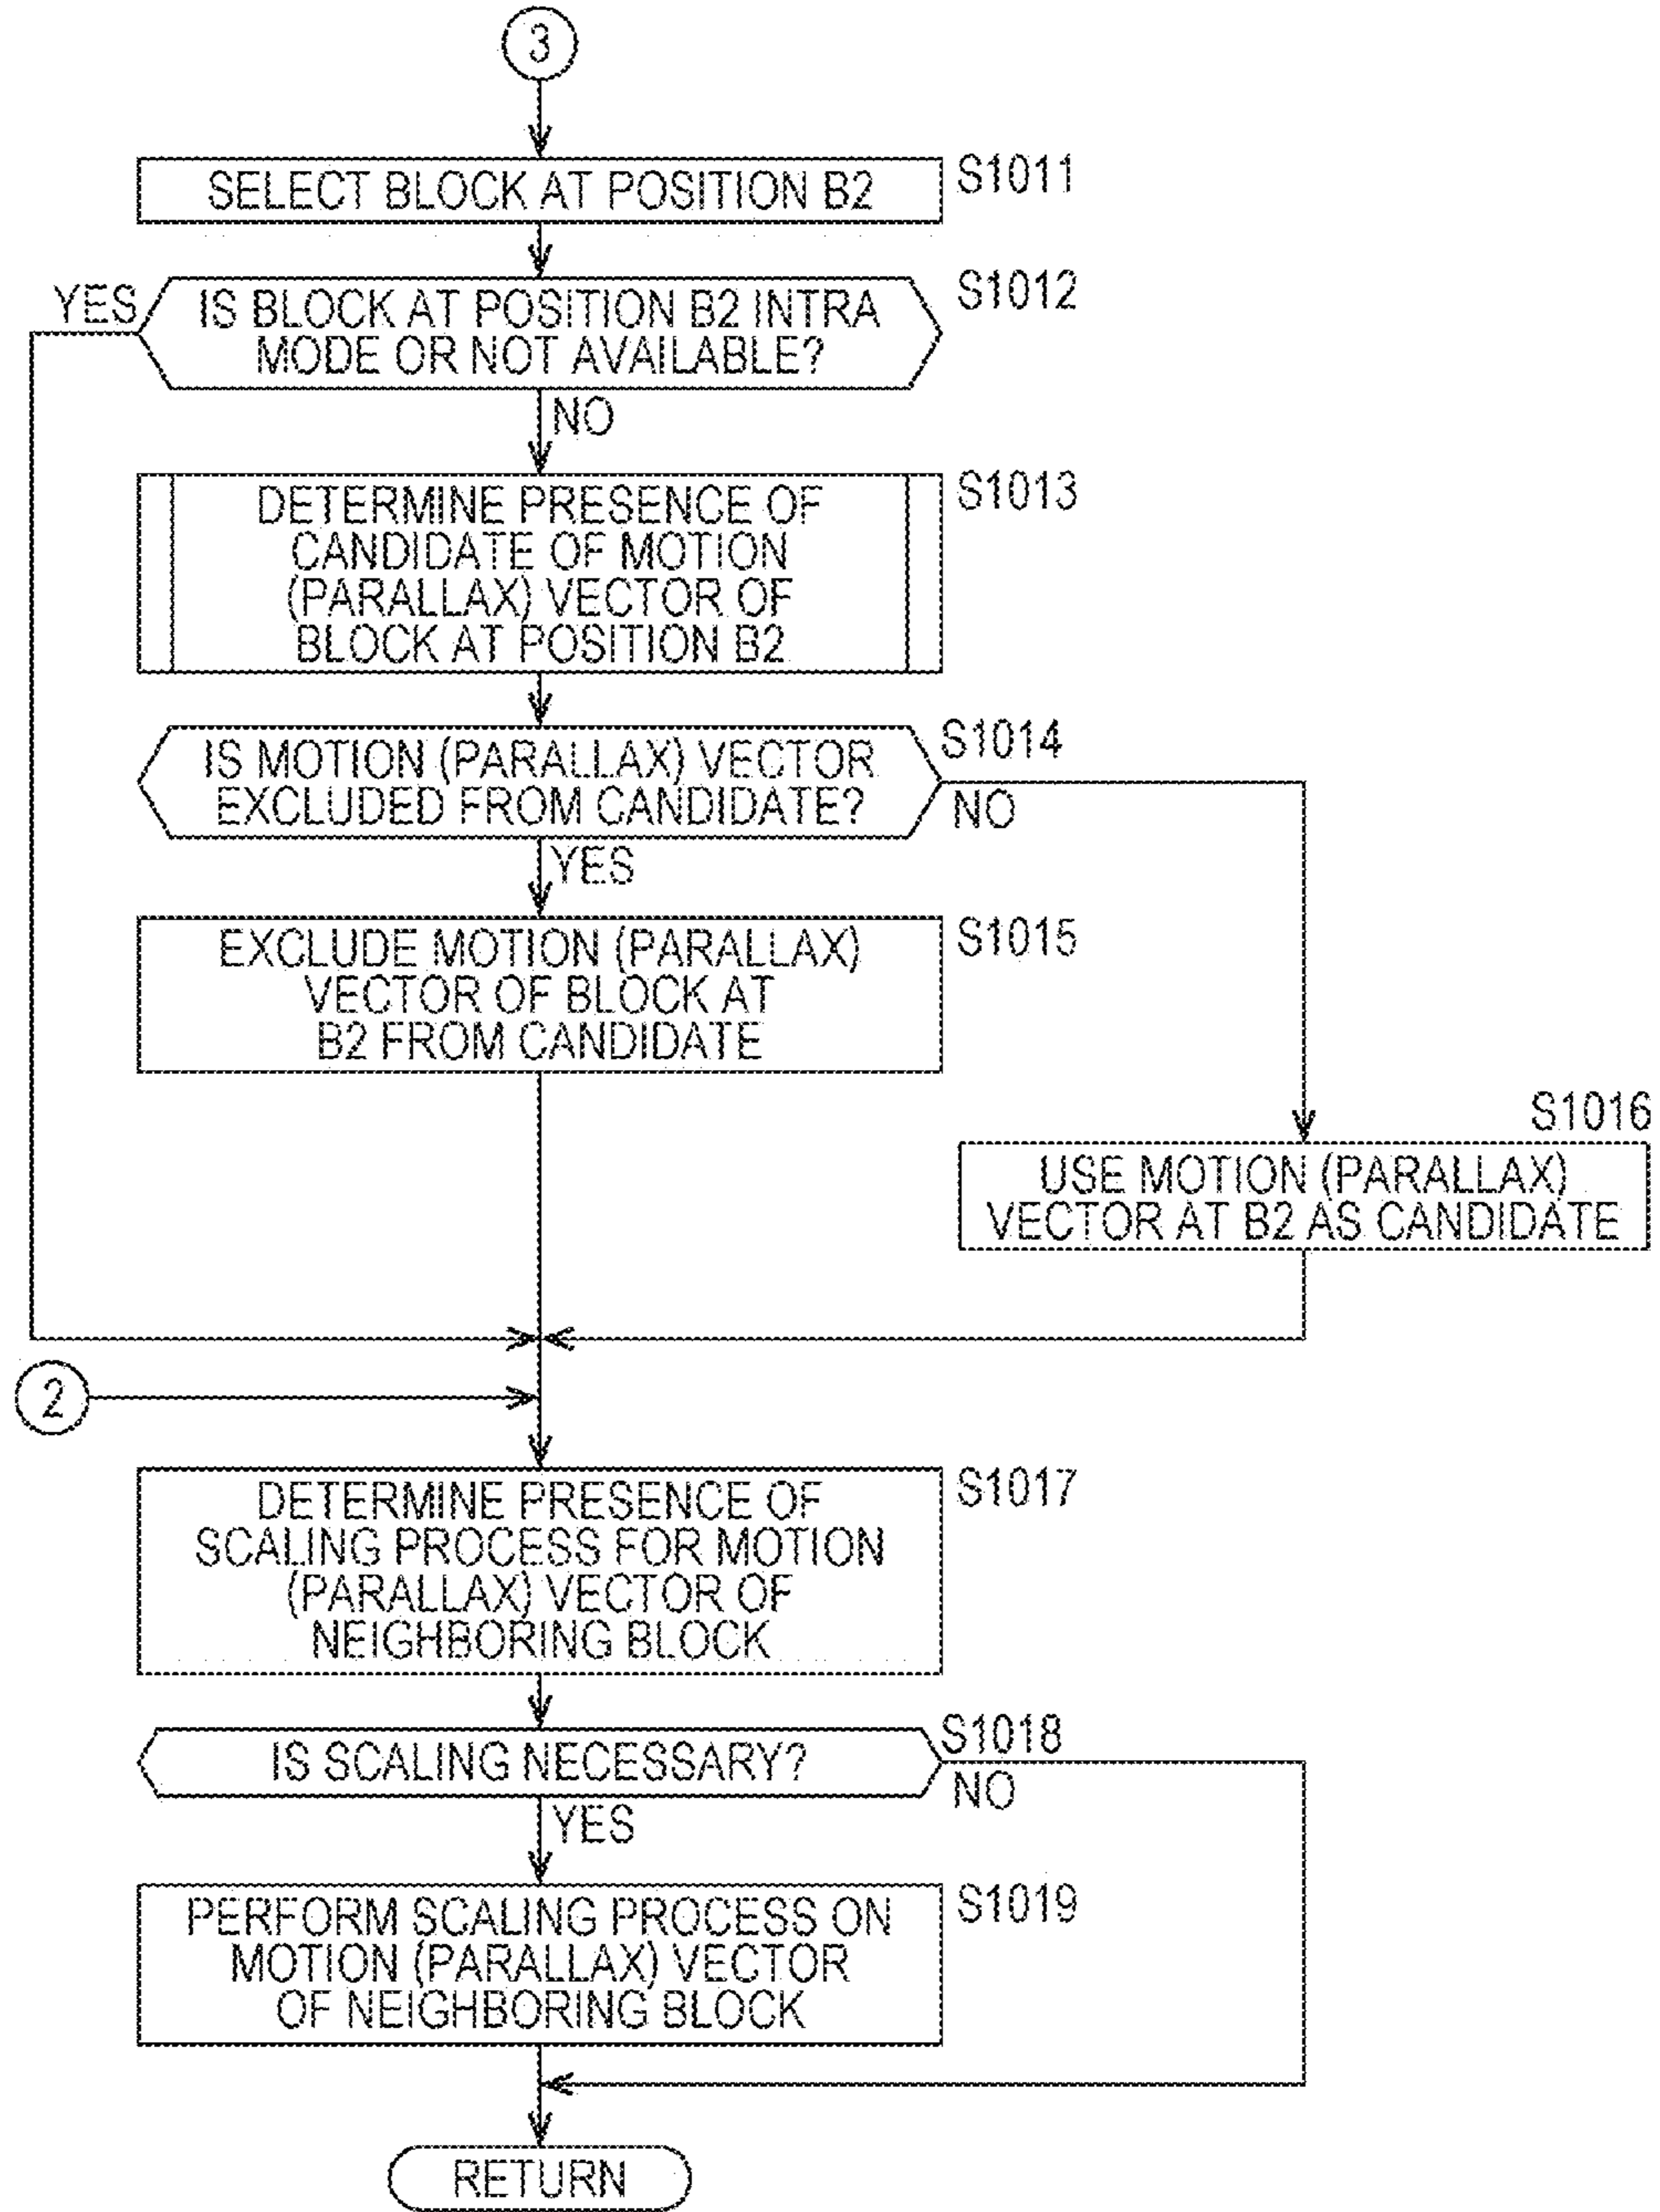 3
SELECT BLOCK AT POSITION B2
S1011
YES
IS BLOCK AT POSITION B2 INTRA
MODE OR NOT AVAILABLE?
S1012
NO
DETERMINE PRESENCE OF
CANDIDATE OF MOTION
(PARALLAX) VECTOR OF
BLOCK AT POSITION B2
S1013
IS MOTION (PARALLAX) VECTOR
EXCLUDED FROM CANDIDATE?
S1014
NO
YES
EXCLUDE MOTION (PARALLAX)
VECTOR OF BLOCK AT
B2 FROM CANDIDATE
S1015
S1016
USE MOTION (PARALLAX)
VECTOR AT B2 AS CANDIDATE
2
DETERMINE PRESENCE OF
SCALING PROCESS FOR MOTION
(PARALLAX) VECTOR OF
NEIGHBORING BLOCK
S1017
IS SCALING NECESSARY?
S1018
NO
YES
PERFORM SCALING PROCESS ON
MOTION (PARALLAX) VECTOR
OF NEIGHBORING BLOCK
S1019
RETURN